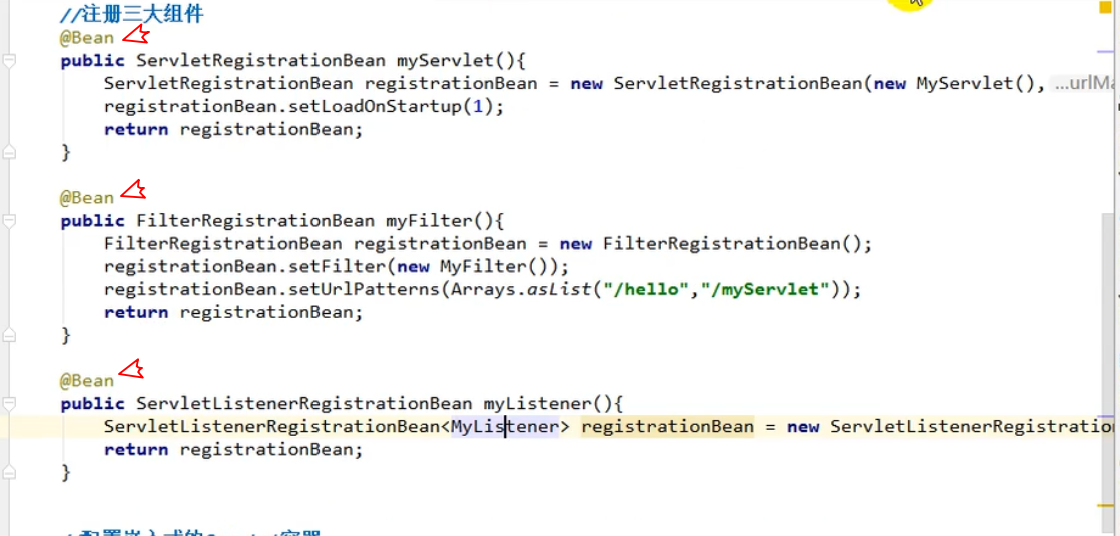 //注册三大组件
@Bean
public ServletRegistrationBean myServlet(){
ServletRegistrationBean registrationBean = new ServletRegistrationBean(new MyServlet(), ...urlMa
registrationBean.setLoadOnStartup(1);
return registrationBean;
}
@Bean
public FilterRegistrationBean myFilter(){
FilterRegistrationBean registrationBean = new FilterRegistrationBean();
registrationBean.setFilter(new MyFilter());
registrationBean.setUrlPatterns(Arrays.asList("/hello","/myServlet"));
return registrationBean;
}
@Bean
public ServletListenerRegistrationBean myListener(){
ServletListenerRegistrationBean<MyListener> registrationBean = new ServletListenerRegistratio
return registrationBean;
}